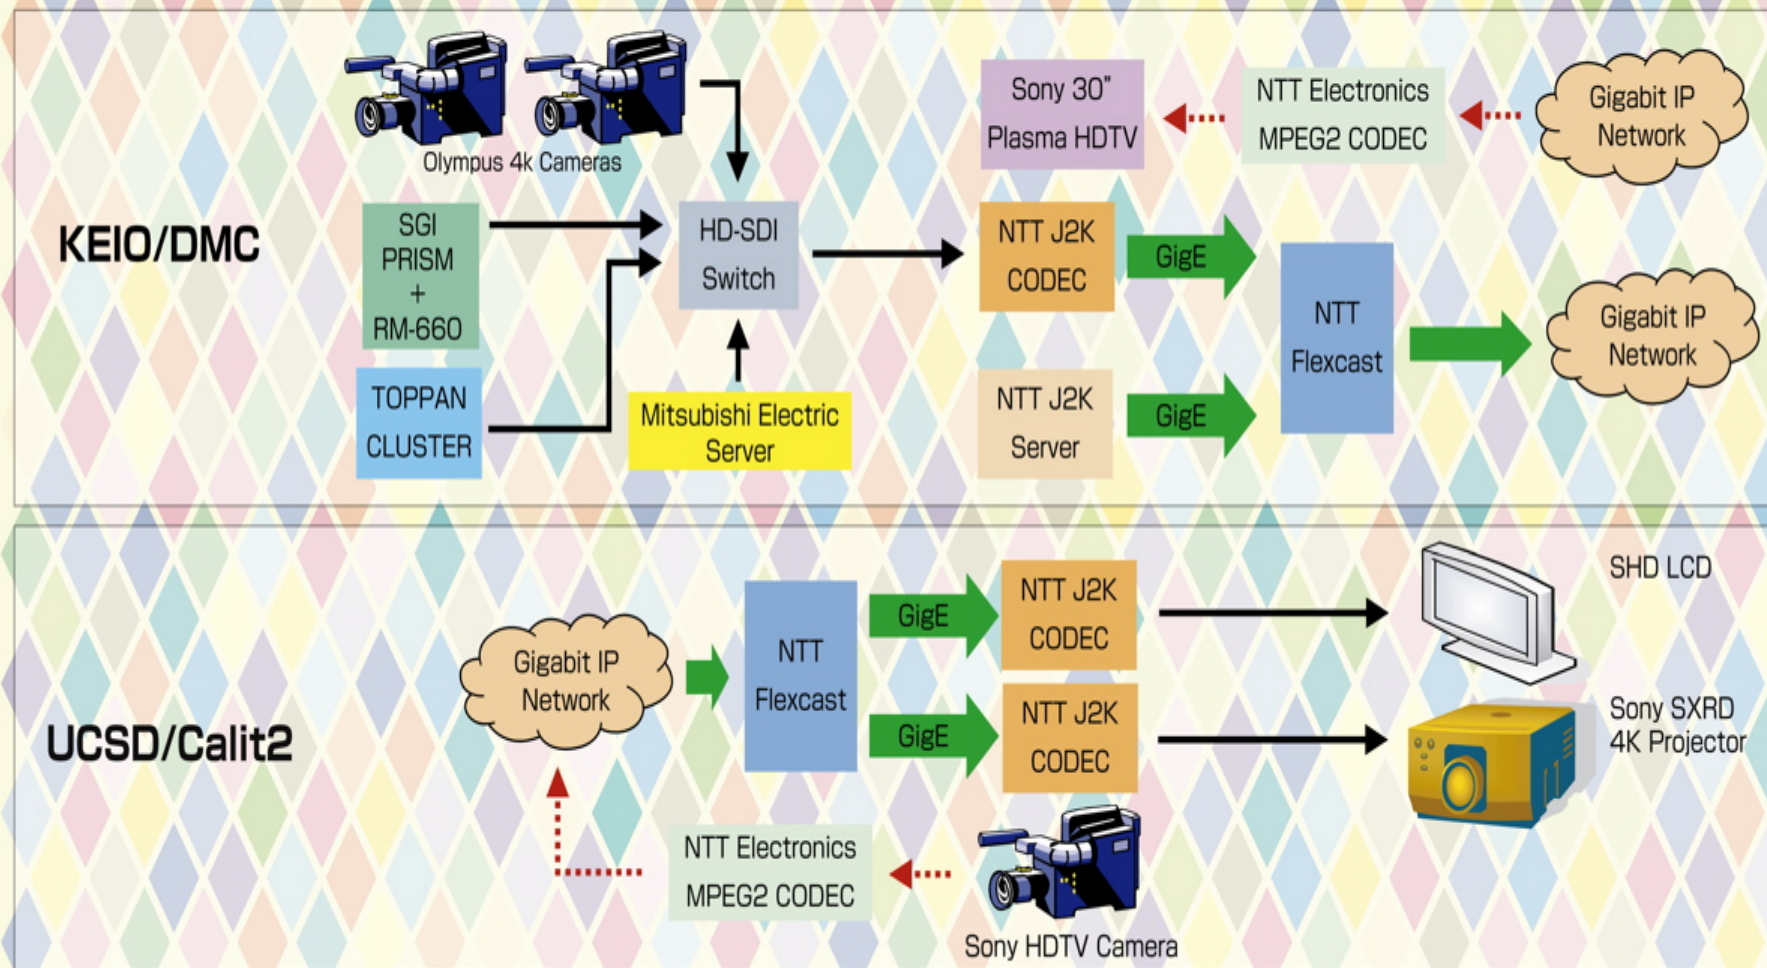 KEIO/DMC
Olympus 4k Cameras
SGI
PRISM
+
RM-660
TOPPAN
CLUSTER
HD-SDI
Switch
Mitsubishi Electric
Server
Sony 30"
Plasma HDTV
NTT Electronics
MPEG2 CODEC
Gigabit IP
Network
NTT J2K
CODEC
GigE
NTT J2K
Server
GigE
NTT
Flexcast
Gigabit IP
Network
UCSD/Calit2
Gigabit IP
Network
NTT
Flexcast
GigE
NTT J2K
CODEC
GigE
NTT J2K
CODEC
SHD LCD
Sony SXRD
4K Projector
NTT Electronics
MPEG2 CODEC
Sony HDTV Camera